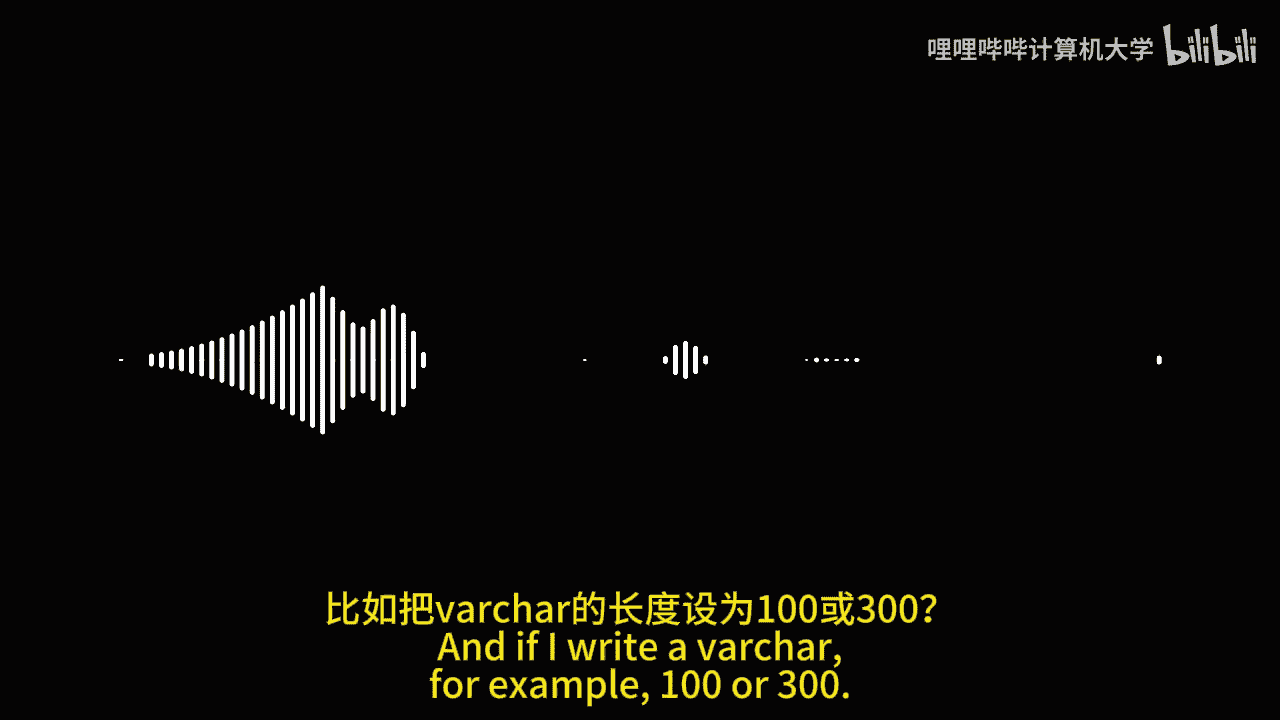 哩哩哔哔计算机大学 bilibili
比如把varchar的长度设为100或300?
And if I write a varchar,
for example, 100 or 300.